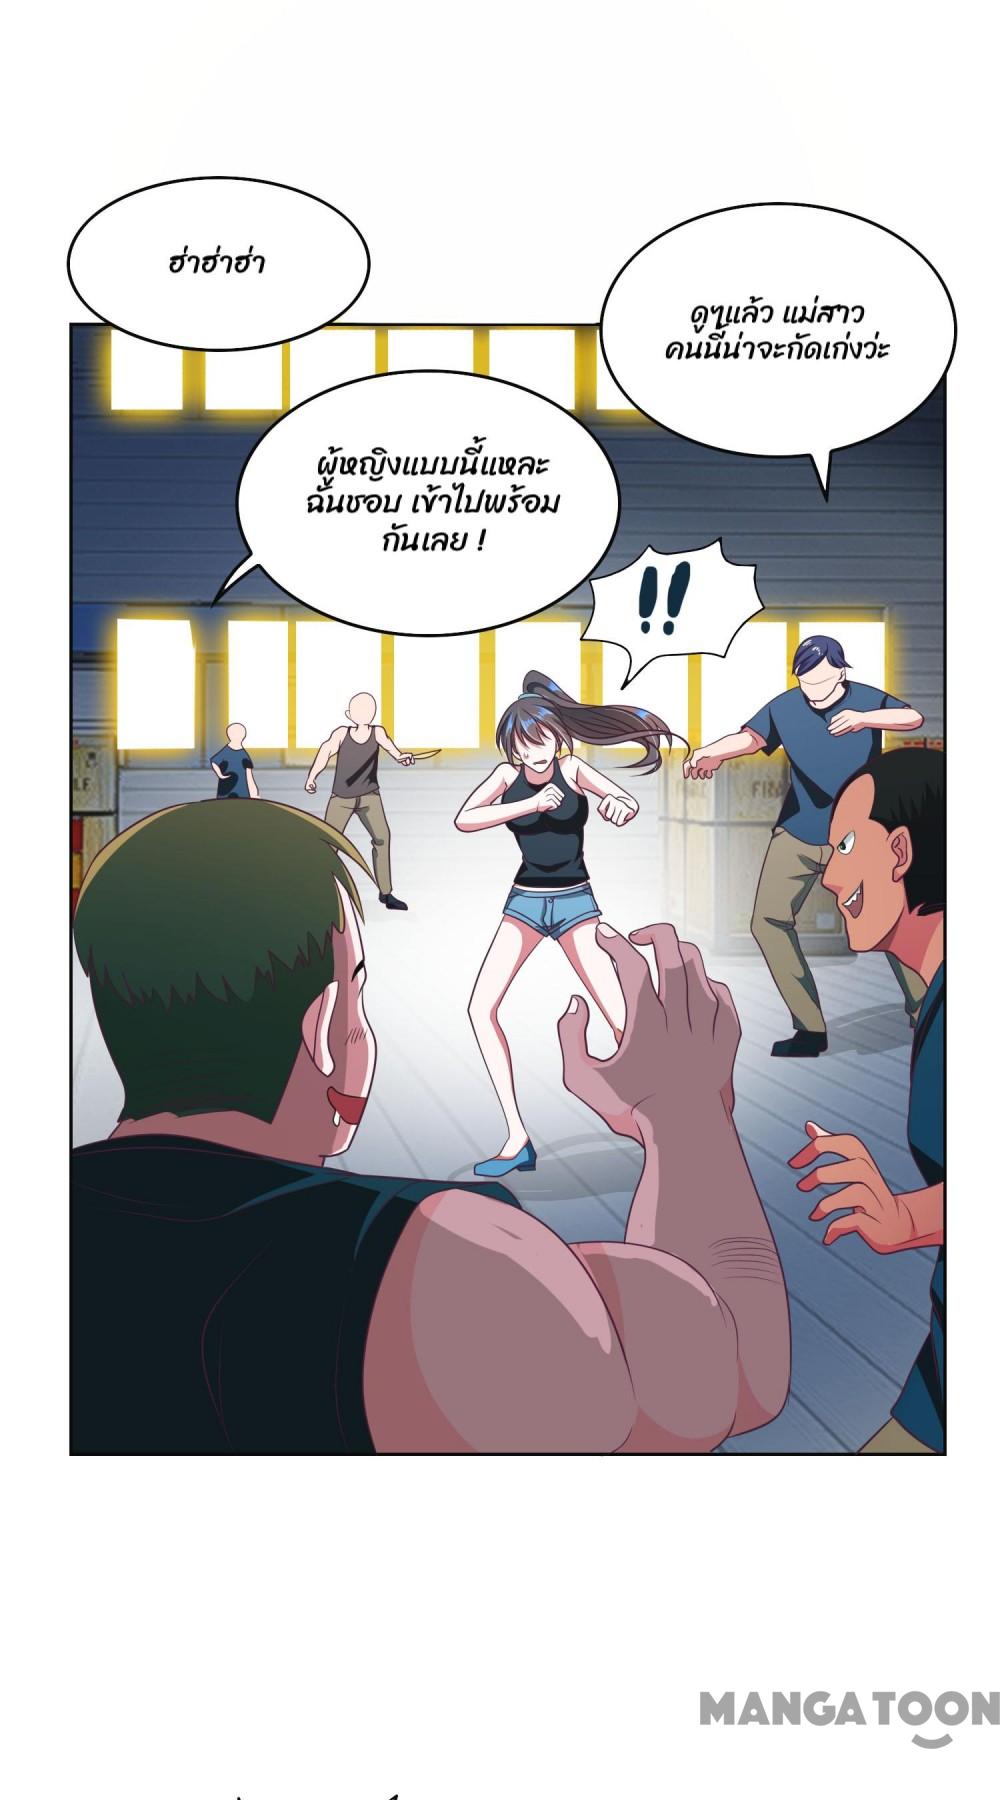 ฮ่าฮ่าฮ่า
ดูๆแล้ว แม่สาว
คนนี้น่าจะกัดเก่งว่ะ
ผู้หญิงแบบนี้แหละ
ฉันชอบ เข้าไปพร้อม
กันเลย !
!!
MANGATOON